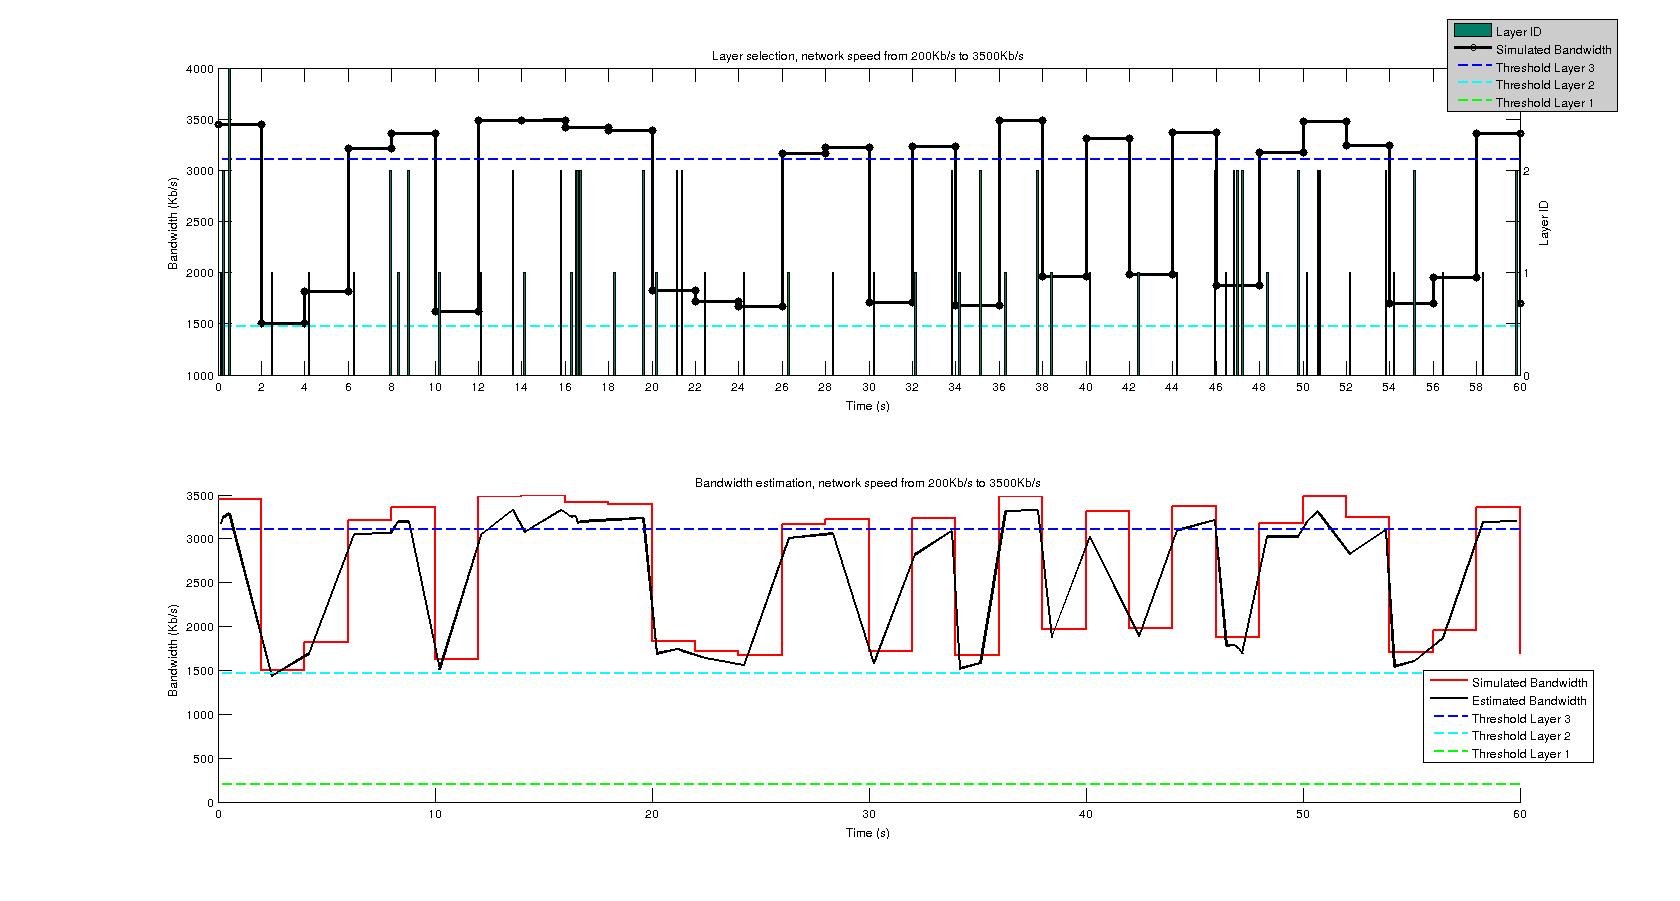 Layer selection, network speed from 200Kb/s to 3500Kb/s
Layer ID
Simulated Bandwidth
Threshold Layer 3
Threshold Layer 2
Threshold Layer 1
4000
3500
3000
2500
2000
1500
1000
Bandwidth (Kb/s)
2
1
0
Layer ID
0 2 4 6 8 10 12 14 16 18 20 22 24 26 28 30 32 34 36 38 40 42 44 46 48 50 52 54 56 58 60
Time (s)
Bandwidth estimation, network speed from 200Kb/s to 3500Kb/s
3500
3000
2500
2000
1500
1000
500
0
Bandwidth (Kb/s)
Simulated Bandwidth
Estimated Bandwidth
Threshold Layer 3
Threshold Layer 2
Threshold Layer 1
0 10 20 30 40 50 60
Time (s)